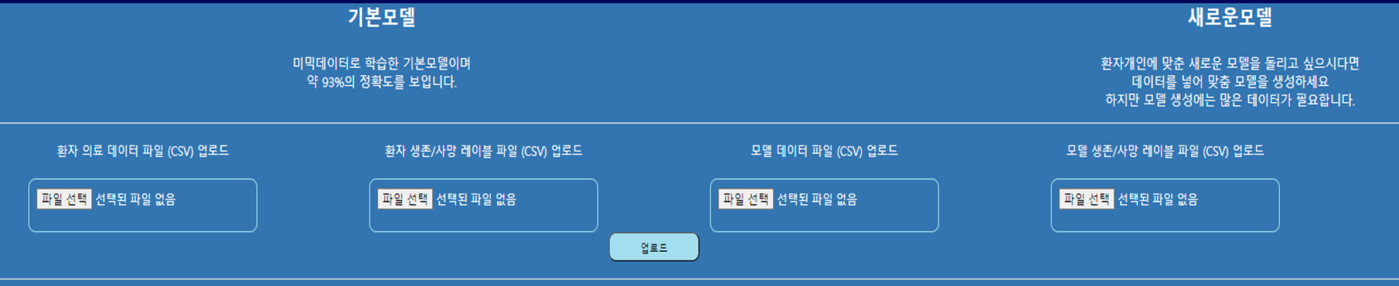 기본모델
미믹데이터로 학습한 기본모델이며
약 93%의 정확도를 보입니다.
새로운모델
환자개인에 맞춘 새로운 모델을 돌리고 싶으시다면
데이터를 넣어 맞춤 모델을 생성하세요
하지만 모델 생성에는 많은 데이터가 필요합니다.
환자 의료 데이터 파일 (CSV) 업로드
환자 생존/사망 레이블 파일 (CSV) 업로드
모델 데이터 파일 (CSV) 업로드
모델 생존/사망 레이블 파일 (CSV) 업로드
파일 선택 선택된 파일 없음
파일 선택 선택된 파일 없음
파일 선택 선택된 파일 없음
파일 선택 선택된 파일 없음
업로드